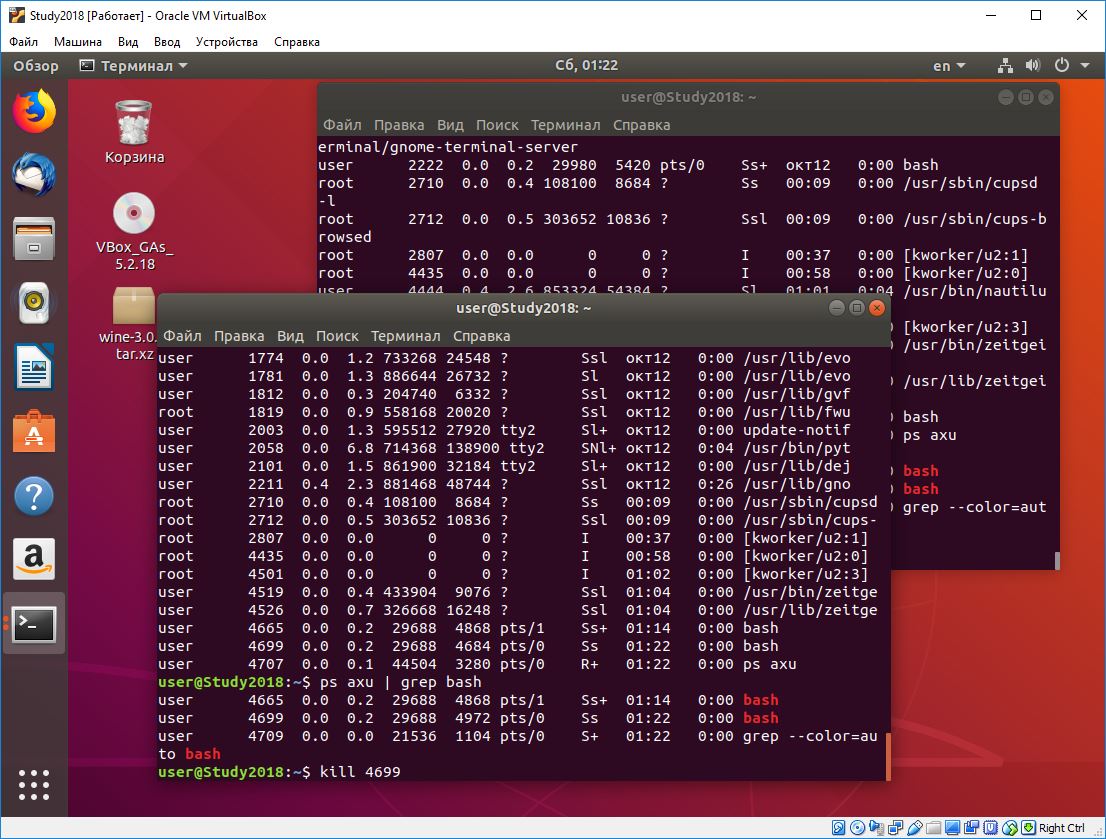 Study2018 [Работает] - Oracle VM VirtualBox
Файл Машина Вид Ввод Устройства Справка
Обзор Терминал Сб, 01:22 en
Корзина
VBox_GAs_
5.2.18
wine-3.0.
tar.xz
user@Study2018: ~
Файл Правка Вид Поиск Терминал Справка
erminal/gnome-terminal-server
user 2222 0.0 0.2 29980 5420 pts/0 Ss+ окт12 0:00 bash
root 2710 0.0 0.4 108100 8684 ? Ss 00:09 0:00 /usr/sbin/cupsd
-l
root 2712 0.0 0.5 303652 10836 ? Ssl 00:09 0:00 /usr/sbin/cups-b
rowsed
root 2807 0.0 0.0 0 0 ? I 00:37 0:00 [kworker/u2:1]
root 4435 0.0 0.0 0 0 ? I 00:58 0:00 [kworker/u2:0]
user 4444 0.4 2.6 853324 54384 ? Sl 01:01 0:04 /usr/bin/nautilu
[kworker/u2:3]
/usr/bin/zeitgei
/usr/lib/zeitgei
bash
ps axu
bash
bash
grep --color=aut
user@Study2018: ~
Файл Правка Вид Поиск Терминал Справка
user 1774 0.0 1.2 733268 24548 ? Ssl окт12 0:00 /usr/lib/evo
user 1781 0.0 1.3 886644 26732 ? Sl окт12 0:00 /usr/lib/evo
user 1812 0.0 0.3 204740 6332 ? Ssl окт12 0:00 /usr/lib/gvf
root 1819 0.0 0.9 558168 20020 ? Ssl окт12 0:00 /usr/lib/fwu
user 2003 0.0 1.3 595512 27920 tty2 Sl+ окт12 0:00 update-notif
user 2058 0.0 6.8 714368 138900 tty2 SNl+ окт12 0:04 /usr/bin/pyt
user 2101 0.0 1.5 861900 32184 tty2 Sl+ окт12 0:00 /usr/lib/dej
user 2211 0.4 2.3 881468 48744 ? Ssl окт12 0:26 /usr/lib/gno
root 2710 0.0 0.4 108100 8684 ? Ss 00:09 0:00 /usr/sbin/cupsd
root 2712 0.0 0.5 303652 10836 ? Ssl 00:09 0:00 /usr/sbin/cups-
root 2807 0.0 0.0 0 0 ? I 00:37 0:00 [kworker/u2:1]
root 4435 0.0 0.0 0 0 ? I 00:58 0:00 [kworker/u2:0]
root 4501 0.0 0.0 0 0 ? I 01:02 0:00 [kworker/u2:3]
user 4519 0.0 0.4 433904 9076 ? Ssl 01:04 0:00 /usr/bin/zeitge
user 4526 0.0 0.7 326668 16248 ? Ssl 01:04 0:00 /usr/lib/zeitge
user 4665 0.0 0.2 29688 4868 pts/1 Ss+ 01:14 0:00 bash
user 4699 0.0 0.2 29688 4684 pts/0 Ss 01:22 0:00 bash
user 4707 0.0 0.1 44504 3280 pts/0 R+ 01:22 0:00 ps axu
user@Study2018:~$ ps axu | grep bash
user 4665 0.0 0.2 29688 4868 pts/1 Ss+ 01:14 0:00 bash
user 4699 0.0 0.2 29688 4972 pts/0 Ss 01:22 0:00 bash
user 4709 0.0 0.0 21536 1104 pts/0 S+ 01:22 0:00 grep --color=au
to bash
user@Study2018:~$ kill 4699
Right Ctrl